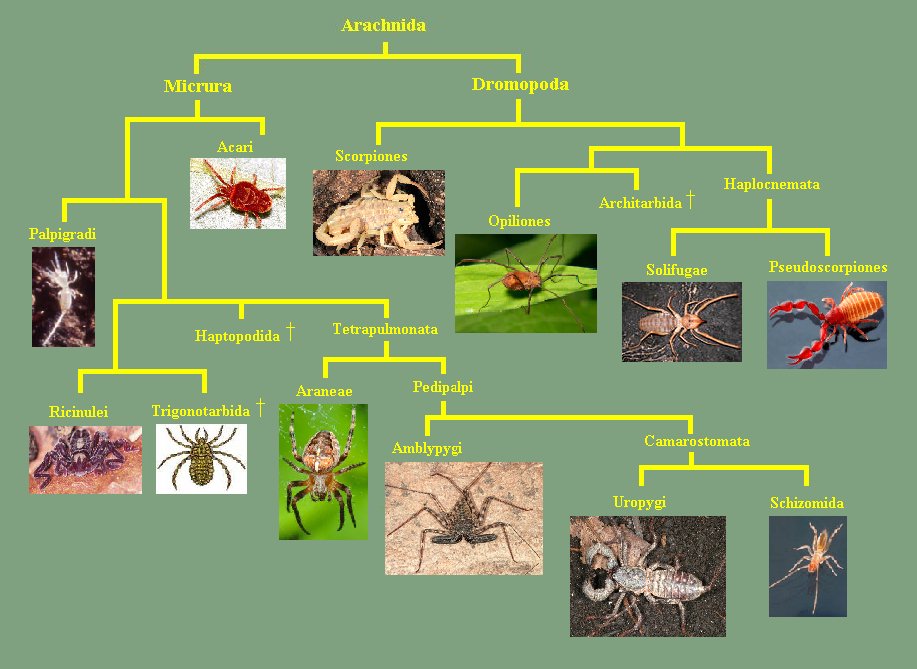 Arachnida
Micrura
Dromopoda
Acari
Scorpiones
Haplocnemata
Architarbida †
Opiliones
Palpigradi
Solifugae
Pseudoscorpiones
Haptopodida †
Tetrapulmonata
Araneae
Pedipalpi
Ricinulei
Trigonotarbida †
Amblypygi
Camarostomata
Uropygi
Schizomida